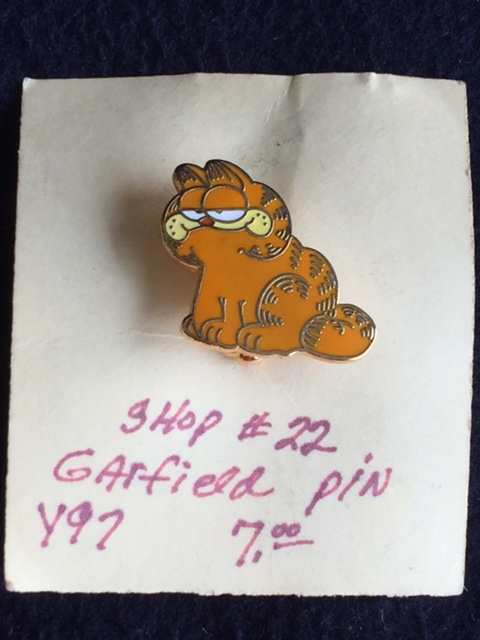 SHOP # 22
GArfield piN
Y97 7.00